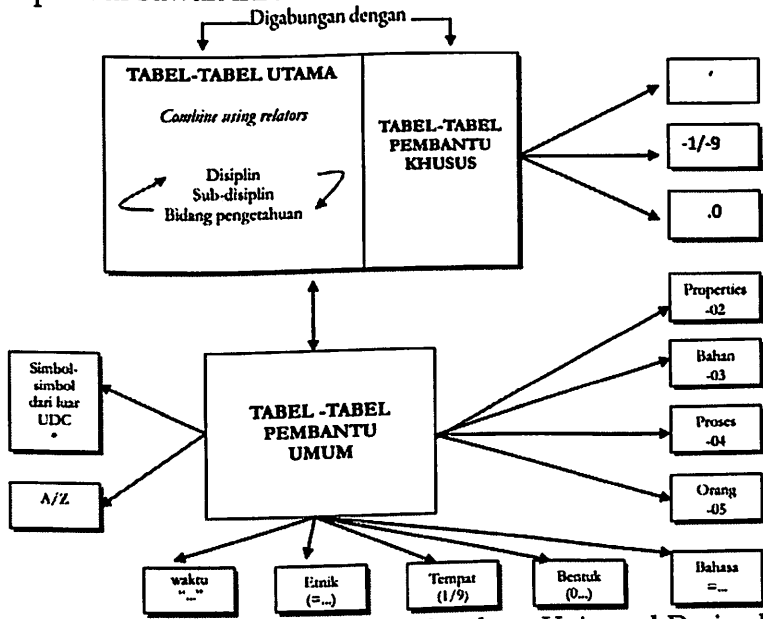 Digabungan dengan
TABEL-TABEL UTAMA
Combine using relators
Disiplin
Sub-disiplin
Bidang pengetahuan
TABEL-TABEL
PEMBANTU
KHUSUS
‘
-1/-9
.0
Properties
-02
Bahan
-03
Proses
-04
Orang
-05
Simbol-
simbol
dari luar
UDC
*
A/Z
TABEL -TABEL
PEMBANTU
UMUM
waktu
“...”
Etnik
(=...)
Tempat
(1/9)
Bentuk
(0...)
Bahasa
=...